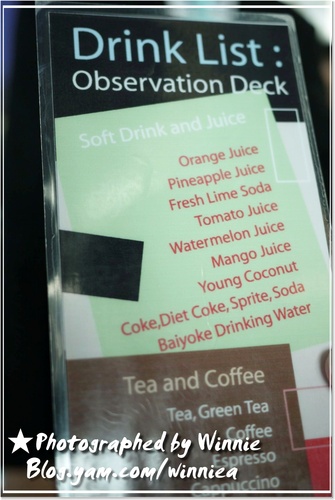 Drink List :
Observation Deck
Soft Drink and Juice
Orange Juice
Pineapple Juice
Fresh Lime Soda
Tomato Juice
Watermelon Juice
Mango Juice
Young Coconut
Coke,Diet Coke,Sprite,Soda
Baiyoke Drinking Water
Tea and Coffee
Tea, Green Tea
Coffee
Espresso
Cappuccino
★Photographed by Winnie
Blog.yam.com/winniea